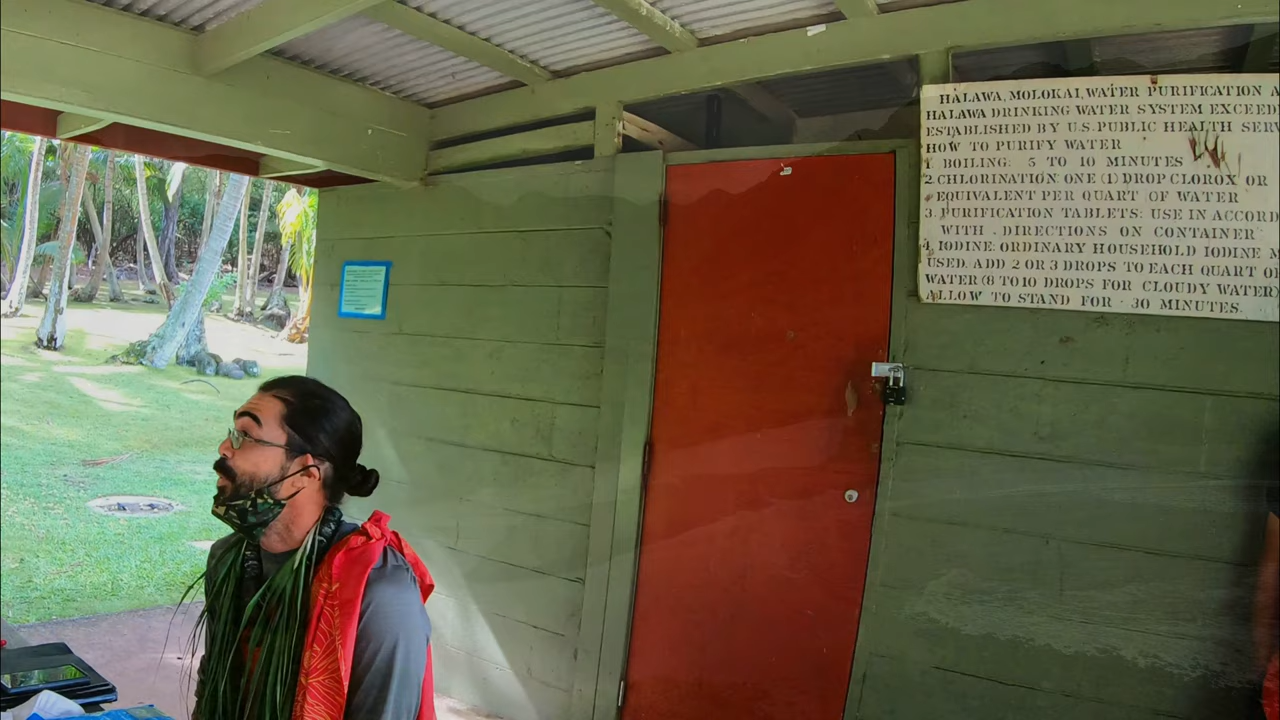 HALAWA, MOLOKAI, WATER PURIFICATION A
HALAWA DRINKING WATER SYSTEM EXCEED
ESTABLISHED BY U.S. PUBLIC HEALTH SER
HOW TO PURIFY WATER
1. BOILING: 5 TO 10 MINUTES
2. CHLORINATION: ONE (1) DROP CLOROX OR
EQUIVALENT PER QUART OF WATER
3. PURIFICATION TABLETS: USE IN ACCORD
WITH DIRECTIONS ON CONTAINER
4. IODINE: ORDINARY HOUSEHOLD IODINE M
USED. ADD 2 OR 3 DROPS TO EACH QUART OF
WATER (8 TO 10 DROPS FOR CLOUDY WATER)
ALLOW TO STAND FOR 30 MINUTES.